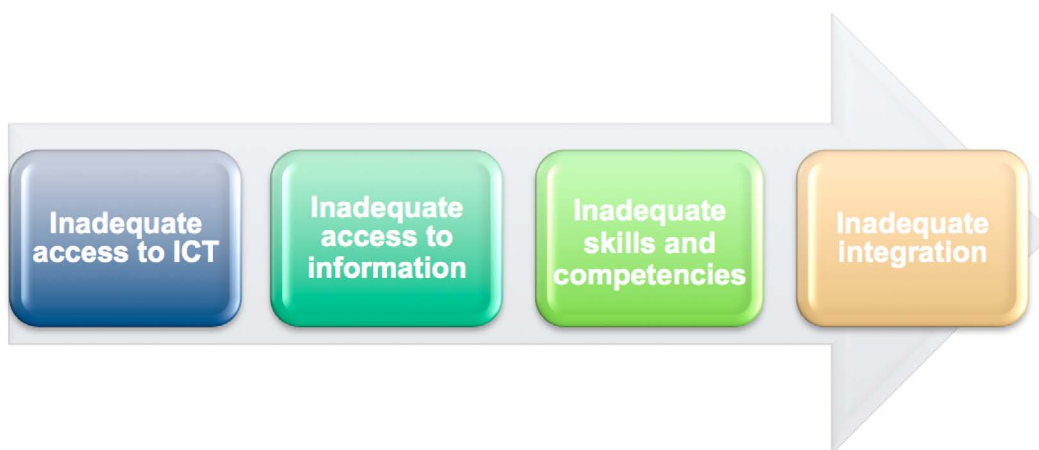 Inadequate
access to ICT
Inadequate
access to
information
Inadequate
skills and
competencies
Inadequate
integration